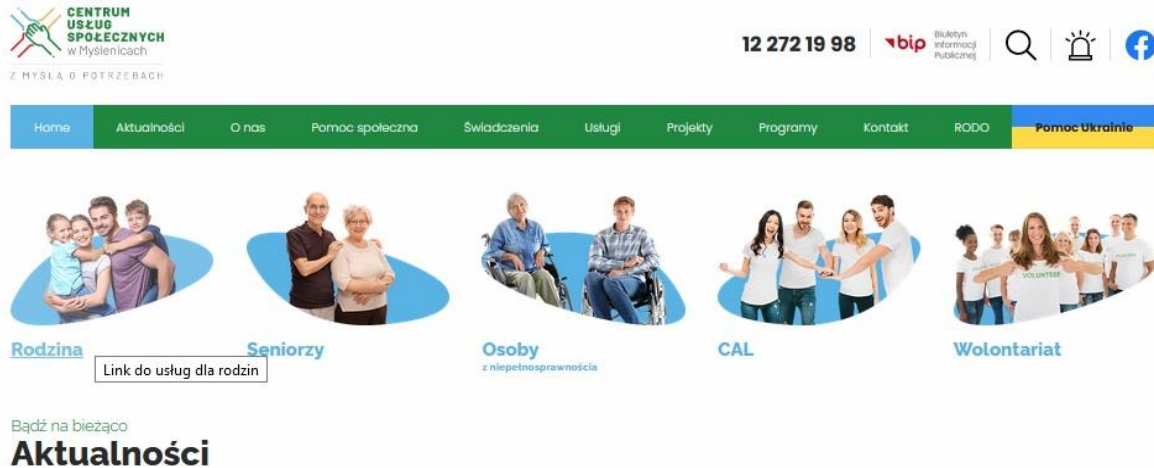 CENTRUM
USŁUG
SPOŁECZNYCH
w Myślenicach
Z MYŚLĄ O POTRZEBACH
12 272 19 98
bip
Biuletyn
Informacji
Publicznej
Home
Aktualności
O nas
Pomoc społeczna
Świadczenia
Usługi
Projekty
Programy
Kontakt
RODO
Pomoc Ukrainie
VOLUNTEER
Rodzina
Seniorzy
Osoby
z niepełnosprawnościa
CAL
Wolontariat
Link do usług dla rodzin
Bądź na bieżąco
Aktualności